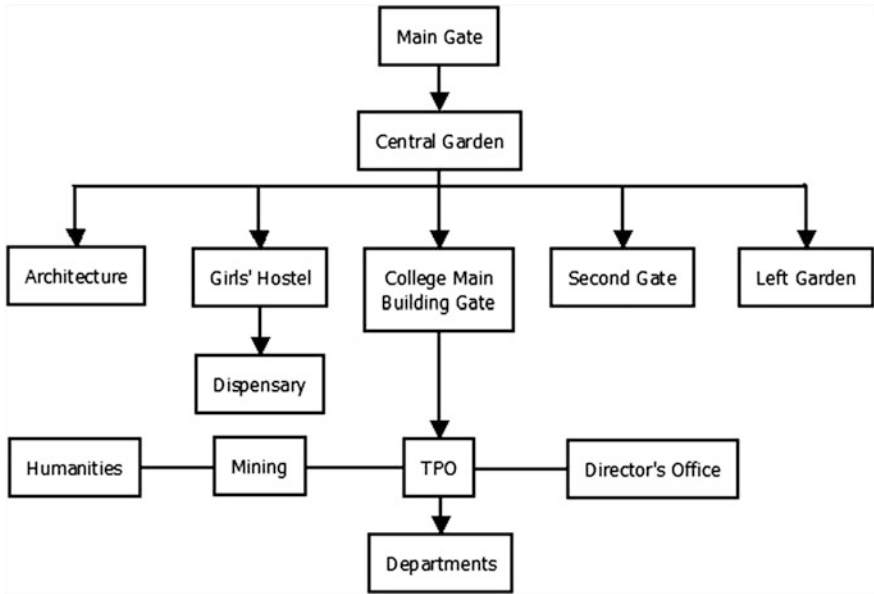 Main Gate
Central Garden
Architecture
Girls' Hostel
College Main
Building Gate
Second Gate
Left Garden
Dispensary
Humanities
Mining
TPO
Director's Office
Departments